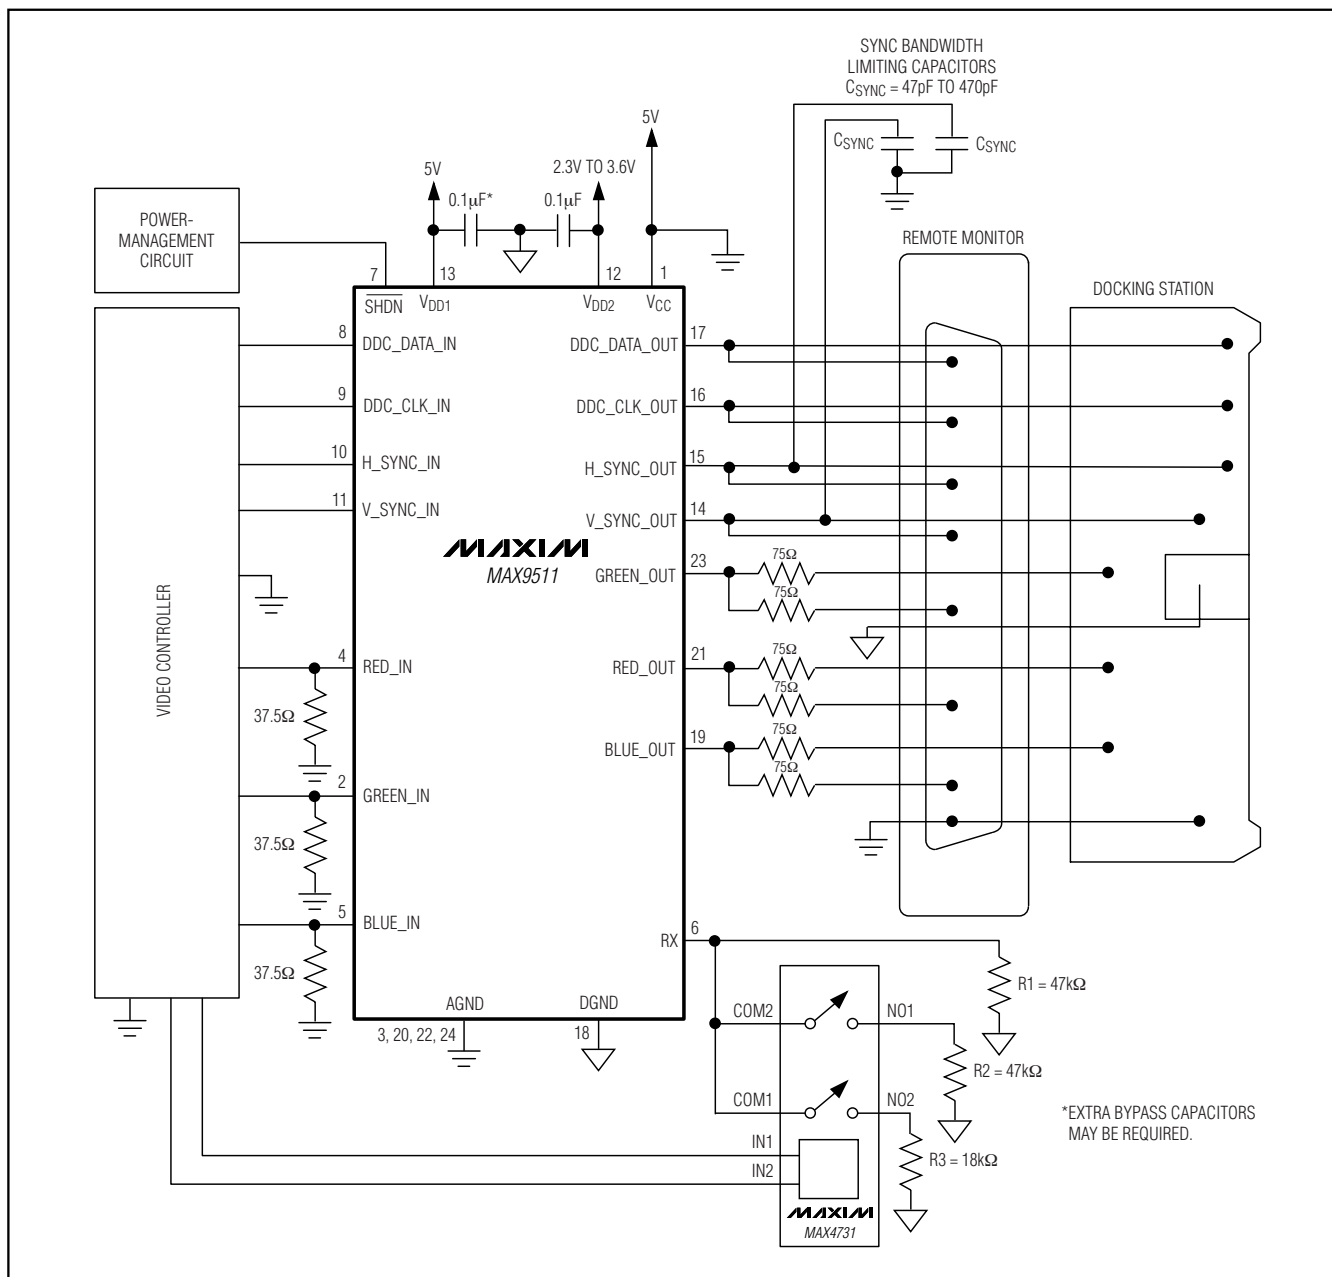 SYNC BANDWIDTH
LIMITING CAPACITORS
CSYNC = 47pF TO 470pF
5V
CSYNC
CSYNC
5V
2.3V TO 3.6V
0.1μF*
0.1μF
POWER-
MANAGEMENT
CIRCUIT
REMOTE MONITOR
DOCKING STATION
7
13
12
1
SHDN
VDD1
VDD2
VCC
8
DDC_DATA_IN
DDC_DATA_OUT
17
9
DDC_CLK_IN
DDC_CLK_OUT
16
10
H_SYNC_IN
H_SYNC_OUT
15
11
V_SYNC_IN
V_SYNC_OUT
14
MAXIM
MAX9511
GREEN_OUT
23
75Ω
75Ω
VIDEO CONTROLLER
4
RED_IN
RED_OUT
21
75Ω
75Ω
37.5Ω
BLUE_OUT
19
75Ω
75Ω
2
GREEN_IN
37.5Ω
5
BLUE_IN
37.5Ω
RX
6
R1 = 47kΩ
AGND
DGND
3, 20, 22, 24
18
COM2
NO1
R2 = 47kΩ
COM1
NO2
R3 = 18kΩ
*EXTRA BYPASS CAPACITORS
MAY BE REQUIRED.
IN1
IN2
MAXIM
MAX4731